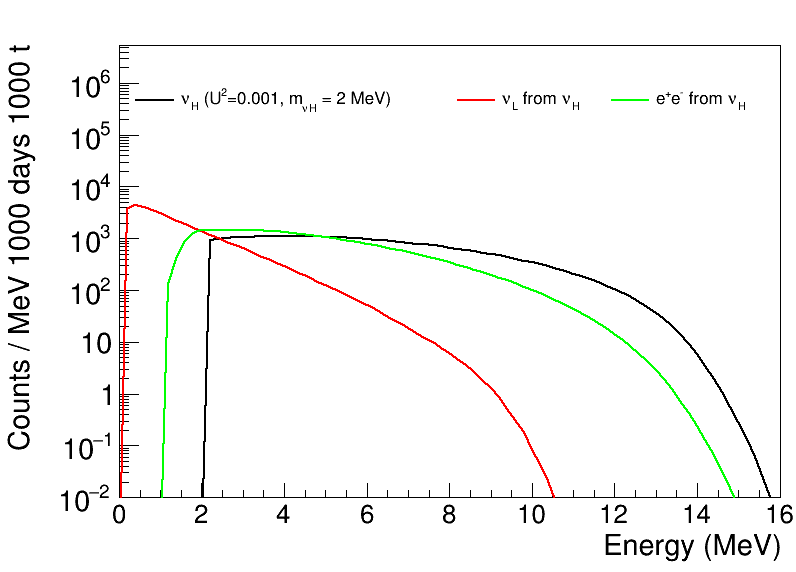 Counts / MeV 1000 days 1000 t
10⁶
10⁵
10⁴
10³
10²
10
1
10⁻¹
10⁻²
ν_H (U²=0.001, m_νH = 2 MeV) ν_L from ν_H e⁺e⁻ from ν_H
0 2 4 6 8 10 12 14 16
Energy (MeV)